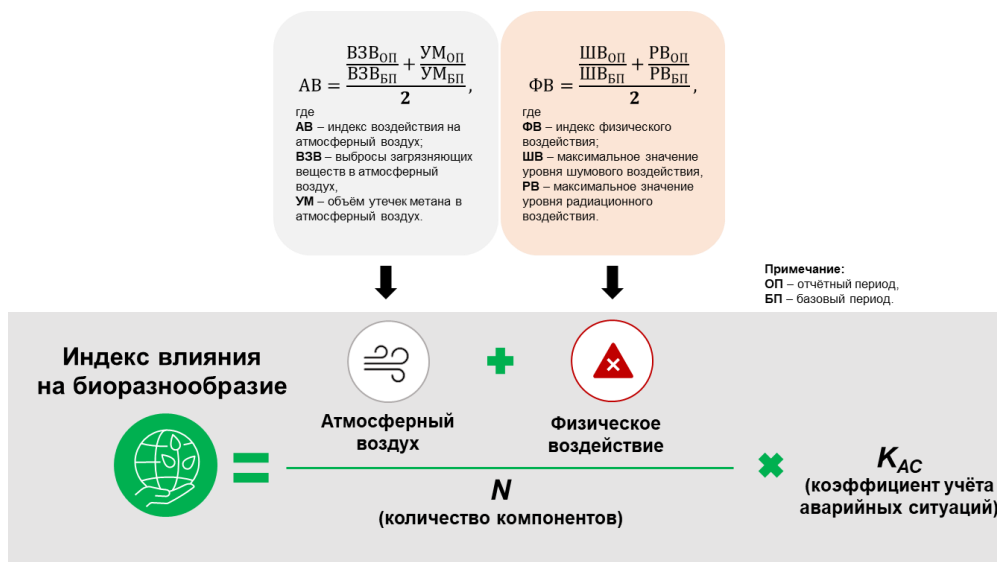 АВ = (ВЗВ_ОП/ВЗВ_БП + УМ_ОП/УМ_БП)/2,
где
АВ – индекс воздействия на
атмосферный воздух;
ВЗВ – выбросы загрязняющих
веществ в атмосферный
воздух,
УМ – объём утечек метана в
атмосферный воздух.
ФВ = (ШВ_ОП/ШВ_БП + РВ_ОП/РВ_БП)/2,
где
ФВ – индекс физического
воздействия;
ШВ – максимальное значение
уровня шумового воздействия,
РВ – максимальное значение
уровня радиационного
воздействия.
Примечание:
ОП – отчётный период,
БП – базовый период.
Индекс влияния
на биоразнообразие
=
Атмосферный
воздух
+
Физическое
воздействие
N
(количество компонентов)
×
K_AC
(коэффициент учёта
аварийных ситуаций)